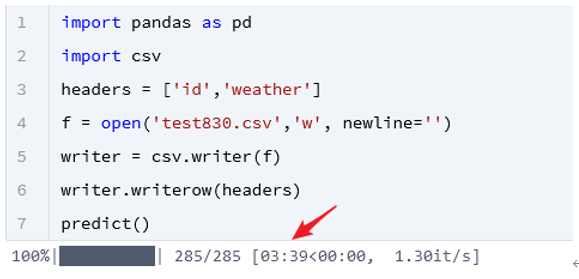 1 import pandas as pd
2 import csv
3 headers = ['id','weather']
4 f = open('test830.csv','w', newline='')
5 writer = csv.writer(f)
6 writer.writerow(headers)
7 predict()
100%|██████████| 285/285 [03:39<00:00, 1.30it/s]